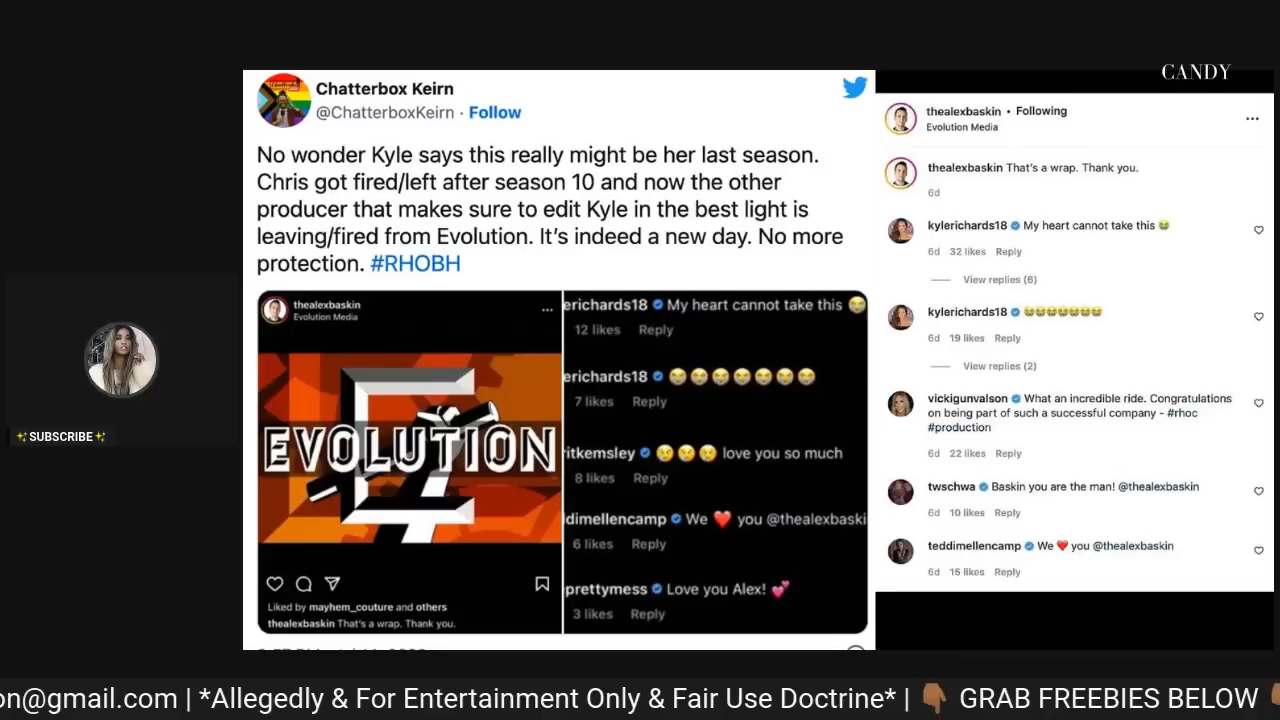 CANDY
Chatterbox Keirn
@ChatterboxKeirn · Follow
No wonder Kyle says this really might be her last season.
Chris got fired/left after season 10 and now the other
producer that makes sure to edit Kyle in the best light is
leaving/fired from Evolution. It's indeed a new day. No more
protection. #RHOBH
thealexbaskin
Evolution Media
EVOLUTION
Liked by mayhem_couture and others
thealexbaskin That's a wrap. Thank you.
erichards18 My heart cannot take this 😭
12 likes Reply
erichards18 😭😭😭😭😭😭😭
7 likes Reply
ritkemsley 😢😢😢 love you so much
8 likes Reply
dimellencamp We ❤️ you @thealexbaski
6 likes Reply
prettymess Love you Alex! 💕
3 likes Reply
thealexbaskin • Following
Evolution Media
thealexbaskin That's a wrap. Thank you.
6d
kylerichards18 My heart cannot take this 😭
6d 32 likes Reply
View replies (6)
kylerichards18 😭😭😭😭😭😭😭
6d 19 likes Reply
View replies (2)
vickigunvalson What an incredible ride. Congratulations
on being part of such a successful company - #rhoc
#production
6d 22 likes Reply
twschwa Baskin you are the man! @thealexbaskin
6d 10 likes Reply
teddimellencamp We ❤️ you @thealexbaskin
6d 15 likes Reply
✨SUBSCRIBE✨
on@gmail.com | *Allegedly & For Entertainment Only & Fair Use Doctrine* | 👇🏾 GRAB FREEBIES BELOW